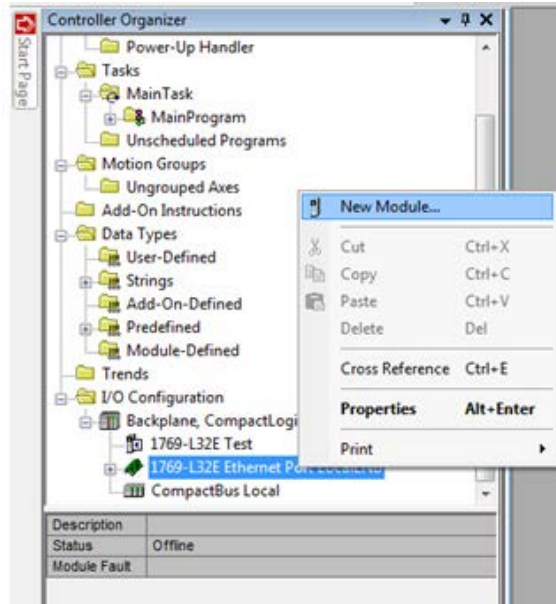 Controller Organizer
Start Page
Power-Up Handler
Tasks
MainTask
MainProgram
Unscheduled Programs
Motion Groups
Ungrouped Axes
Add-On Instructions
Data Types
User-Defined
Strings
Add-On-Defined
Predefined
Module-Defined
Trends
I/O Configuration
Backplane, CompactLogi
1769-L32E Test
1769-L32E Ethernet Port LocalENB
CompactBus Local
New Module...
Cut Ctrl+X
Copy Ctrl+C
Paste Ctrl+V
Delete Del
Cross Reference Ctrl+E
Properties Alt+Enter
Print
Description
Status Offline
Module Fault